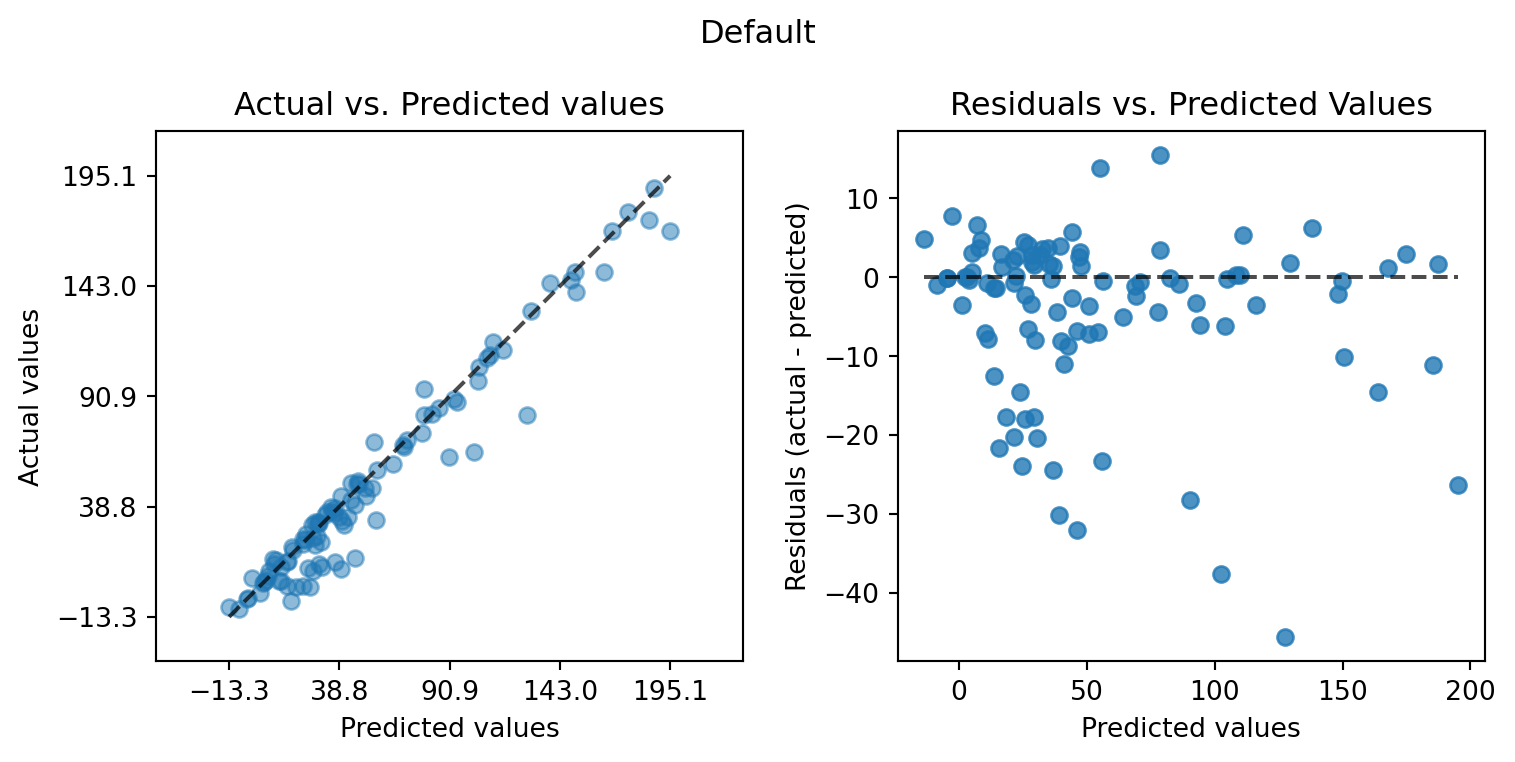 Default
Actual vs. Predicted values
Actual values
195.1
143.0
90.9
38.8
−13.3
−13.3 38.8 90.9 143.0 195.1
Predicted values
Residuals vs. Predicted Values
Residuals (actual - predicted)
10
0
−10
−20
−30
−40
0 50 100 150 200
Predicted values